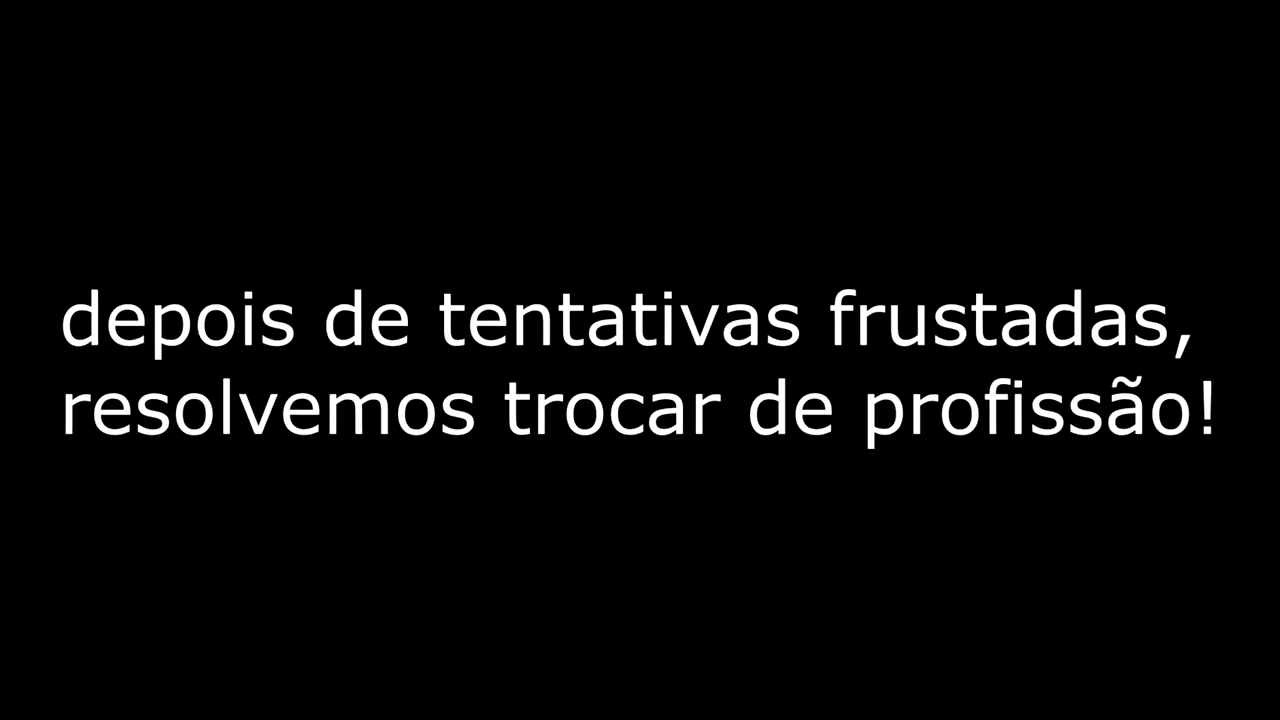 depois de tentativas frustadas,
resolvemos trocar de profissão!